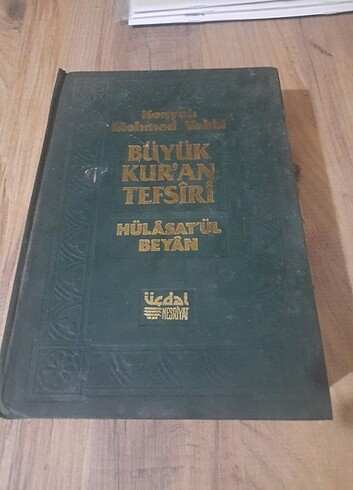 Konyalı
Mehmed Vehbi
BÜYÜK
KUR'AN
TEFSİRİ
HÜLÂSAT'ÜL
BEYÂN
üçdal
NEŞRİYAT